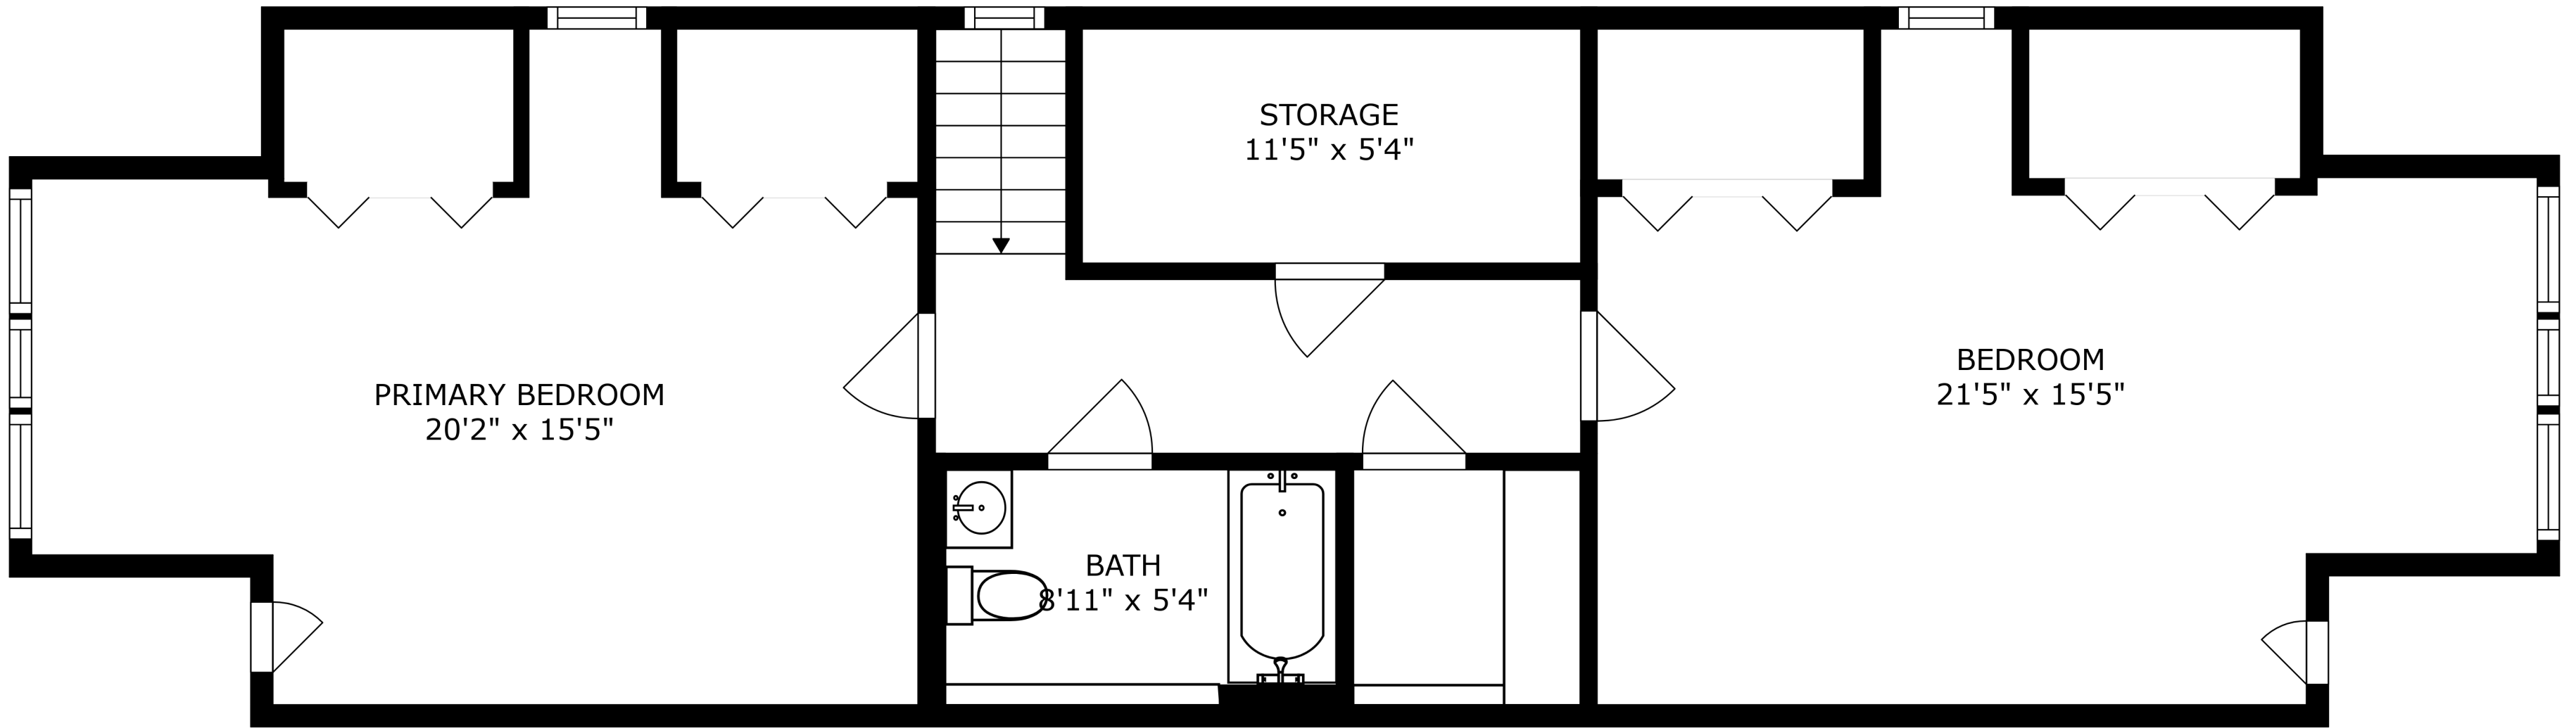 STORAGE
11'5" x 5'4"
PRIMARY BEDROOM
20'2" x 15'5"
BEDROOM
21'5" x 15'5"
BATH
8'11" x 5'4"